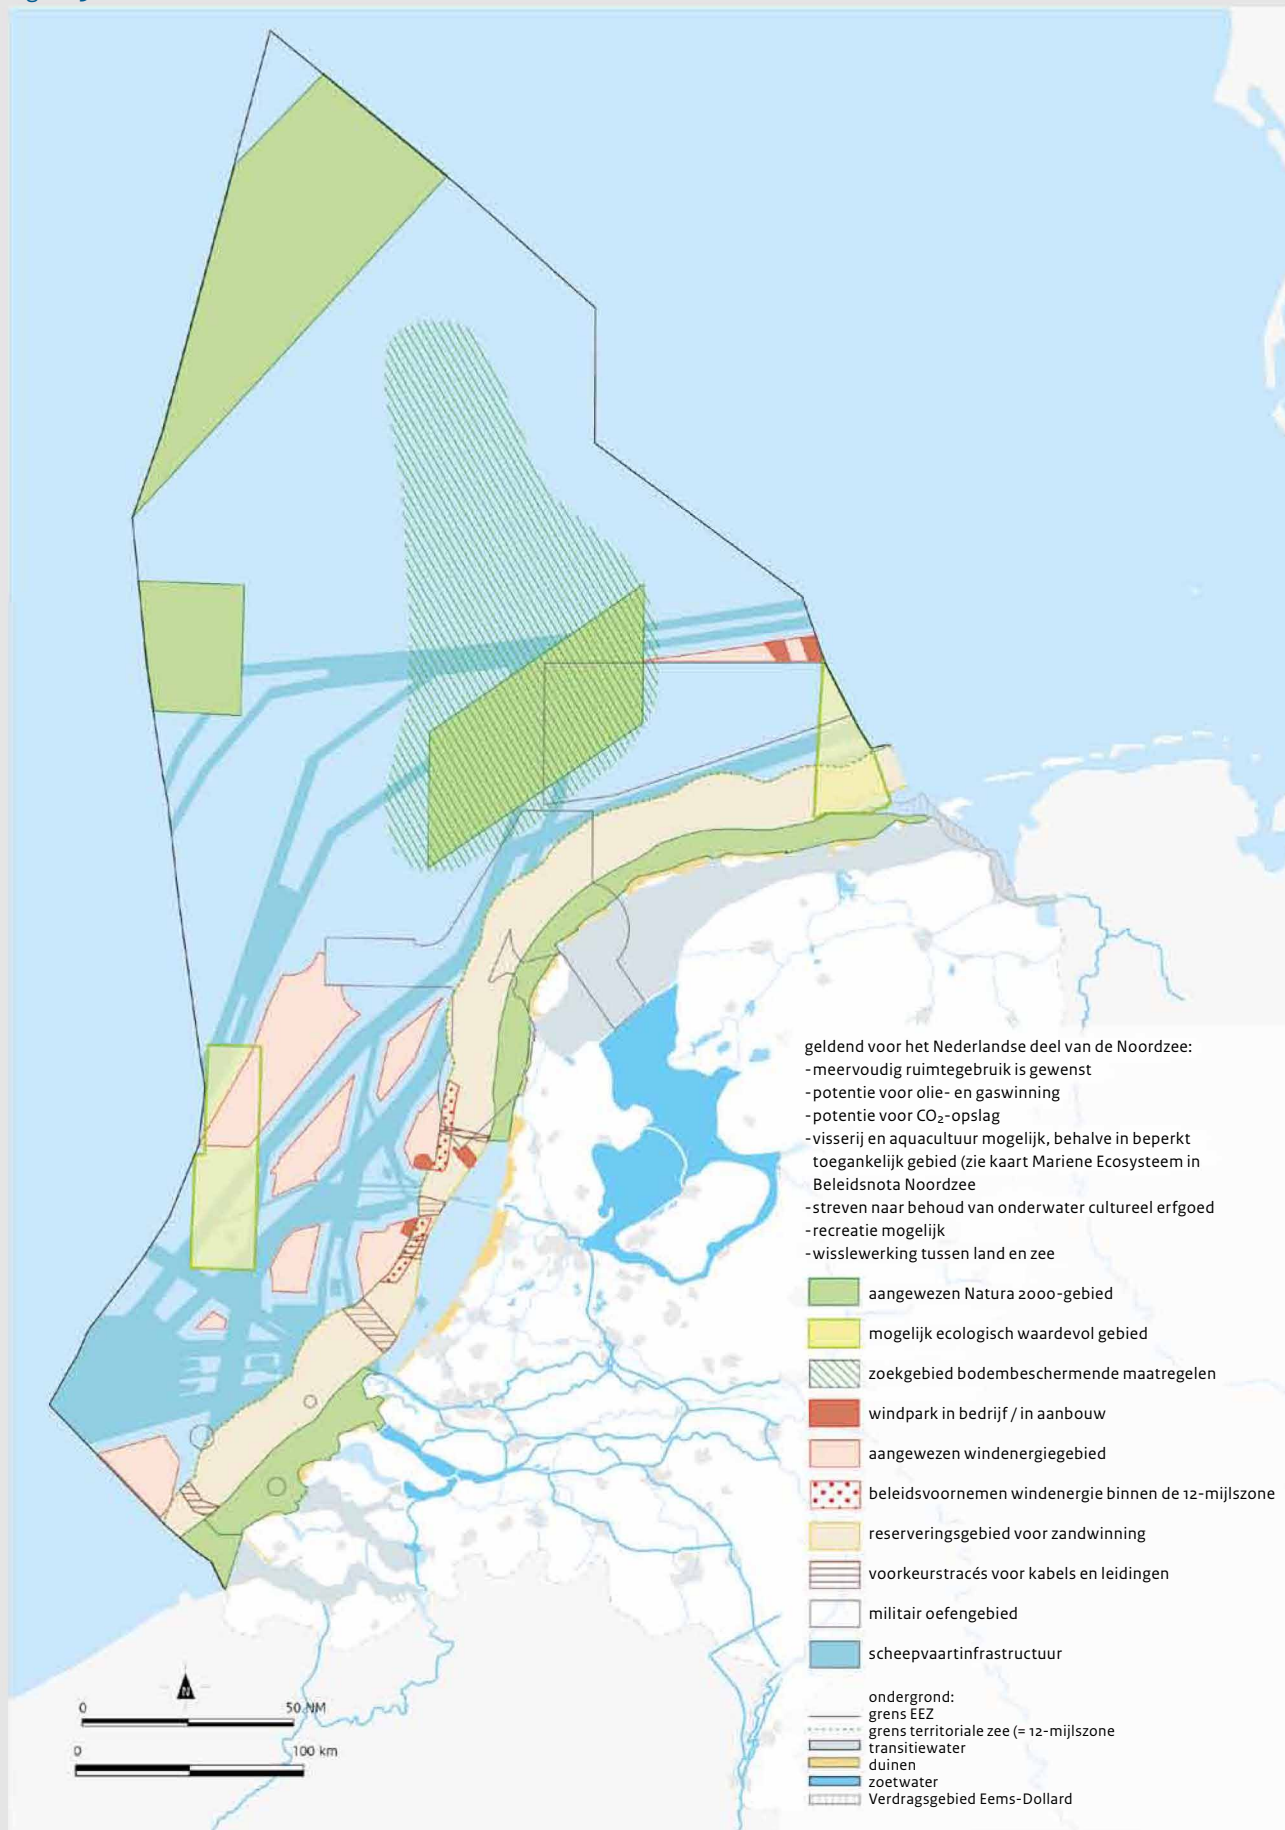 geldend voor het Nederlandse deel van de Noordzee:
-meervoudig ruimtegebruik is gewenst
-potentie voor olie- en gaswinning
-potentie voor CO₂-opslag
-visserij en aquacultuur mogelijk, behalve in beperkt
toegankelijk gebied (zie kaart Mariene Ecosysteem in
Beleidsnota Noordzee
-streven naar behoud van onderwater cultureel erfgoed
-recreatie mogelijk
-wisslewerking tussen land en zee
aangewezen Natura 2000-gebied
mogelijk ecologisch waardevol gebied
zoekgebied bodembeschermende maatregelen
windpark in bedrijf / in aanbouw
aangewezen windenergiegebied
beleidsvoornemen windenergie binnen de 12-mijlszone
reserveringsgebied voor zandwinning
voorkeurstracés voor kabels en leidingen
militair oefengebied
scheepvaartinfrastructuur
ondergrond:
grens EEZ
grens territoriale zee (= 12-mijlszone
transitiewater
duinen
zoetwater
Verdragsgebied Eems-Dollard
N
0 50 NM
0 100 km